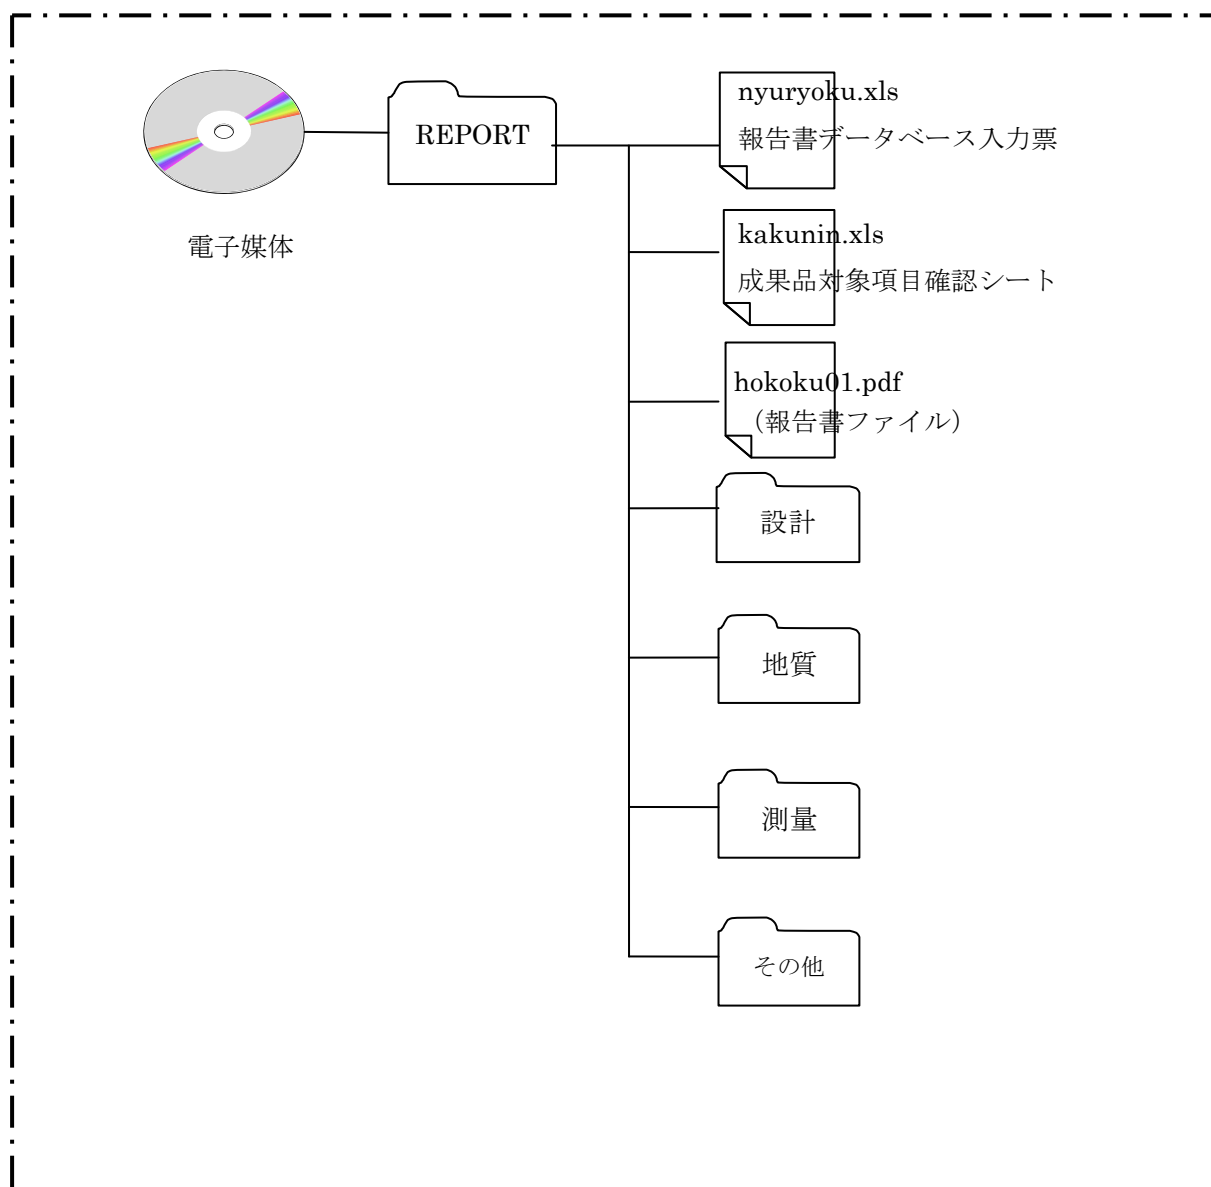 電子媒体
REPORT
nyuryoku.xls
報告書データベース入力票
kakunin.xls
成果品対象項目確認シート
hokoku01.pdf
（報告書ファイル）
設計
地質
測量
その他